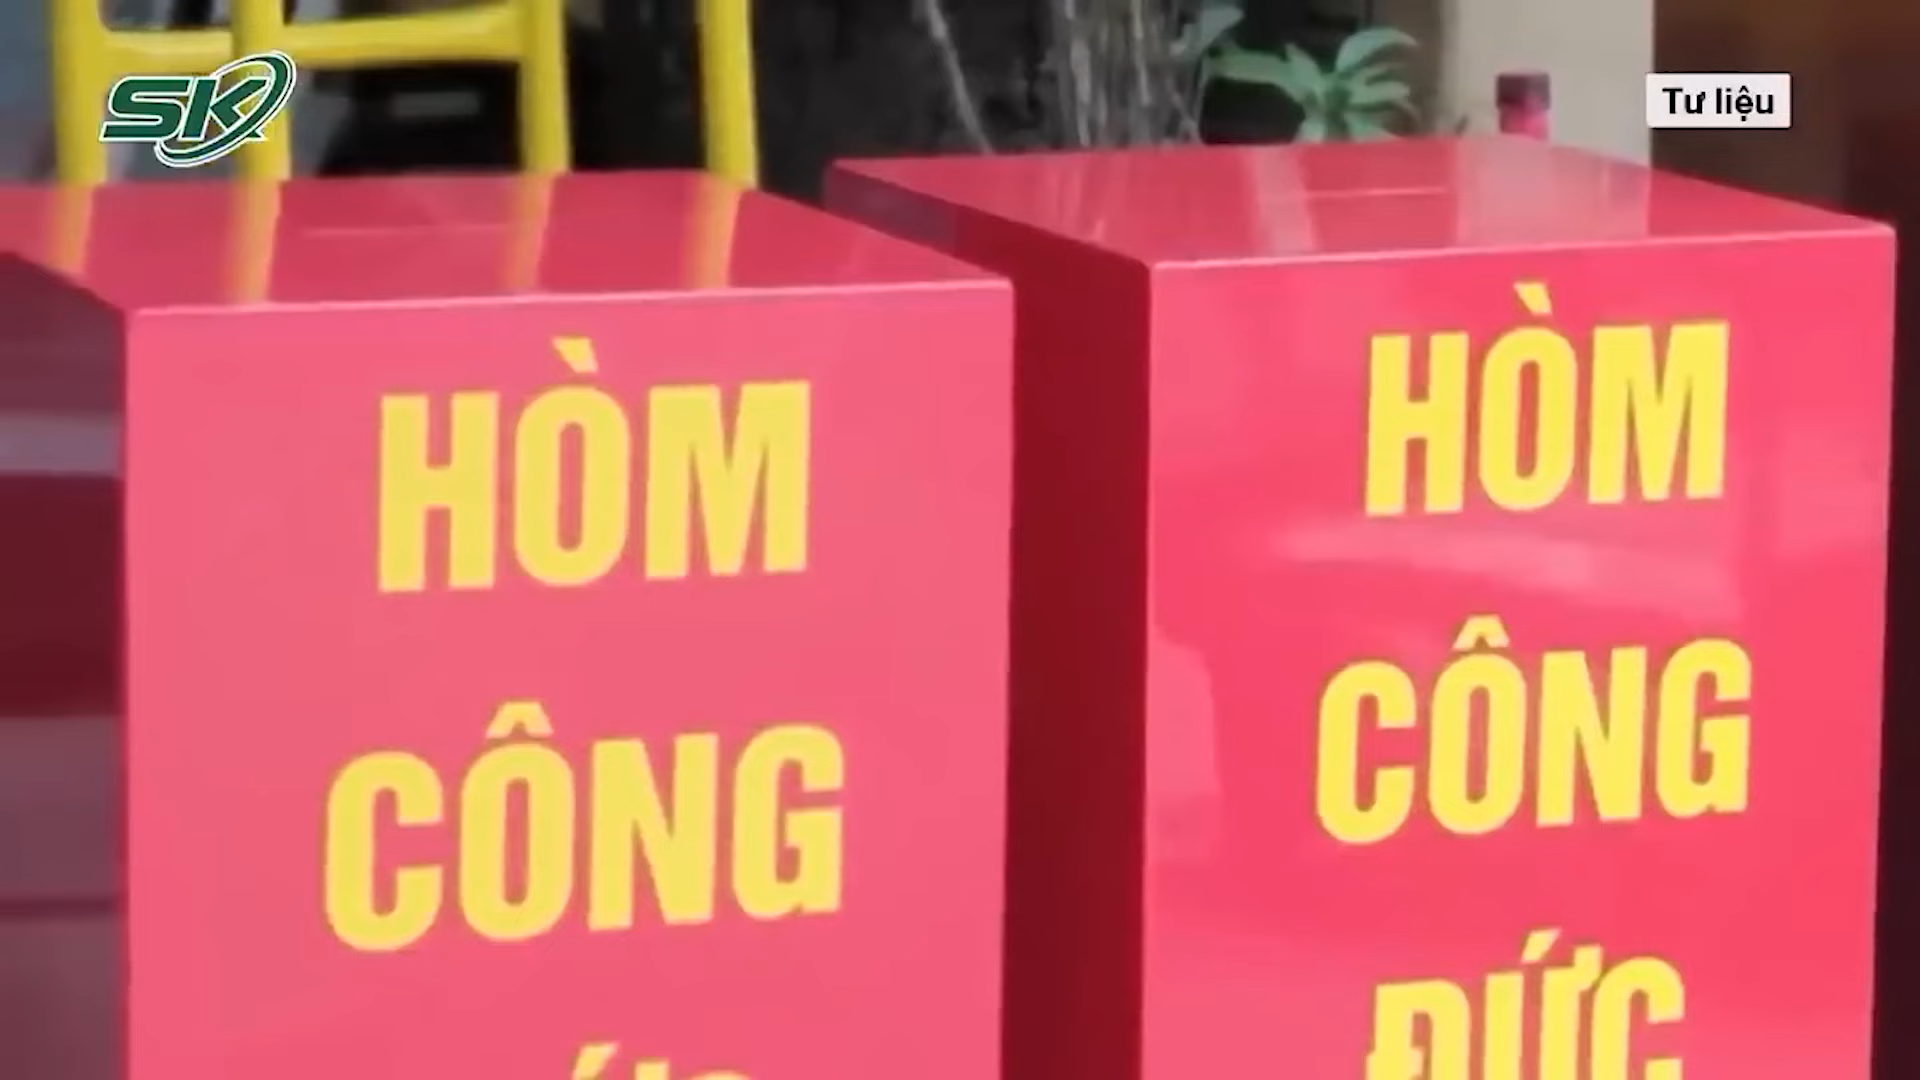 SK
Tư liệu
HÒM
CÔNG
HÒM
CÔNG
ĐỨC